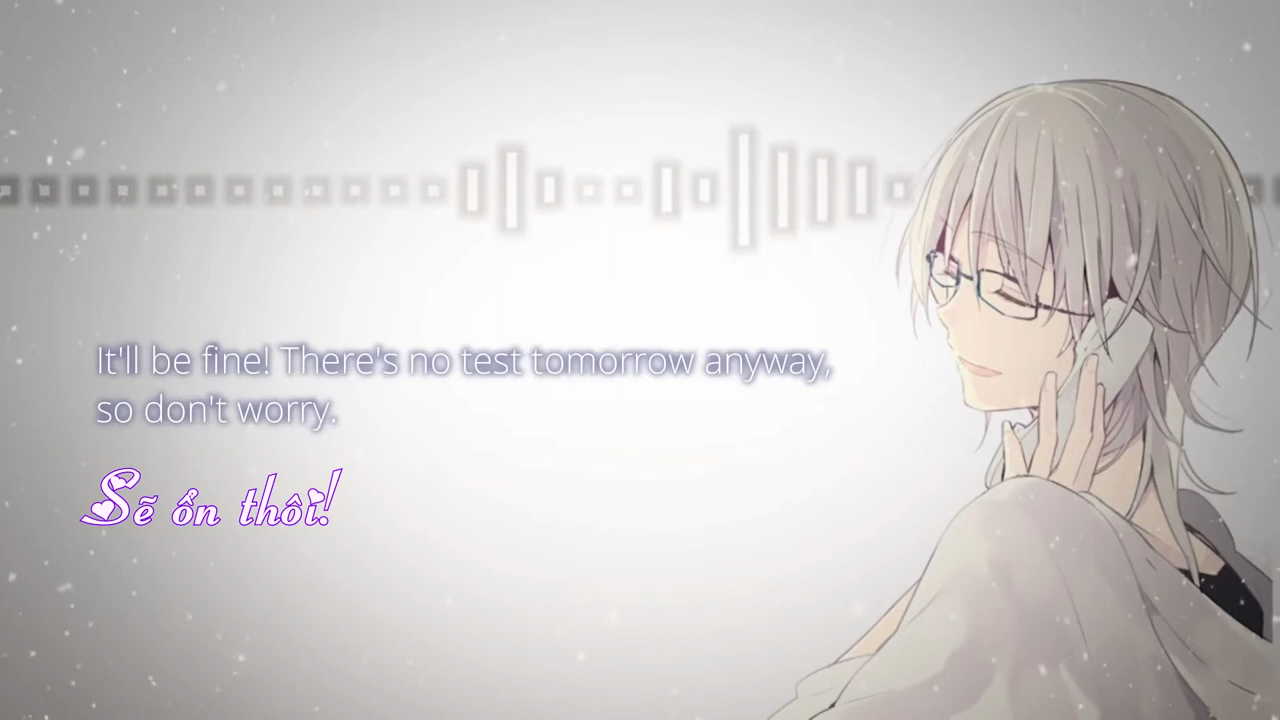 It'll be fine! There's no test tomorrow anyway,
so don't worry.
Sẽ ổn thôi!